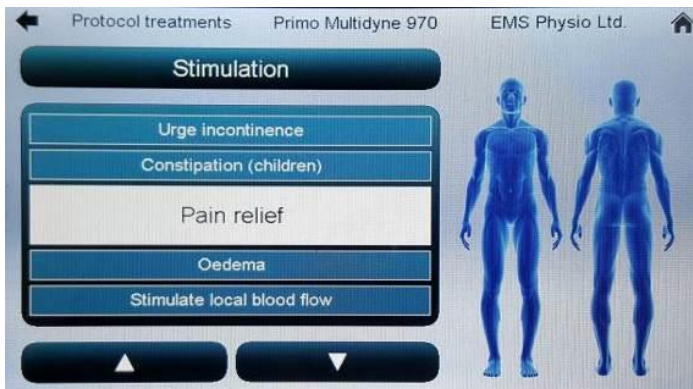 Protocol treatments Primo Multidyne 970 EMS Physio Ltd.
Stimulation
Urge incontinence
Constipation (children)
Pain relief
Oedema
Stimulate local blood flow